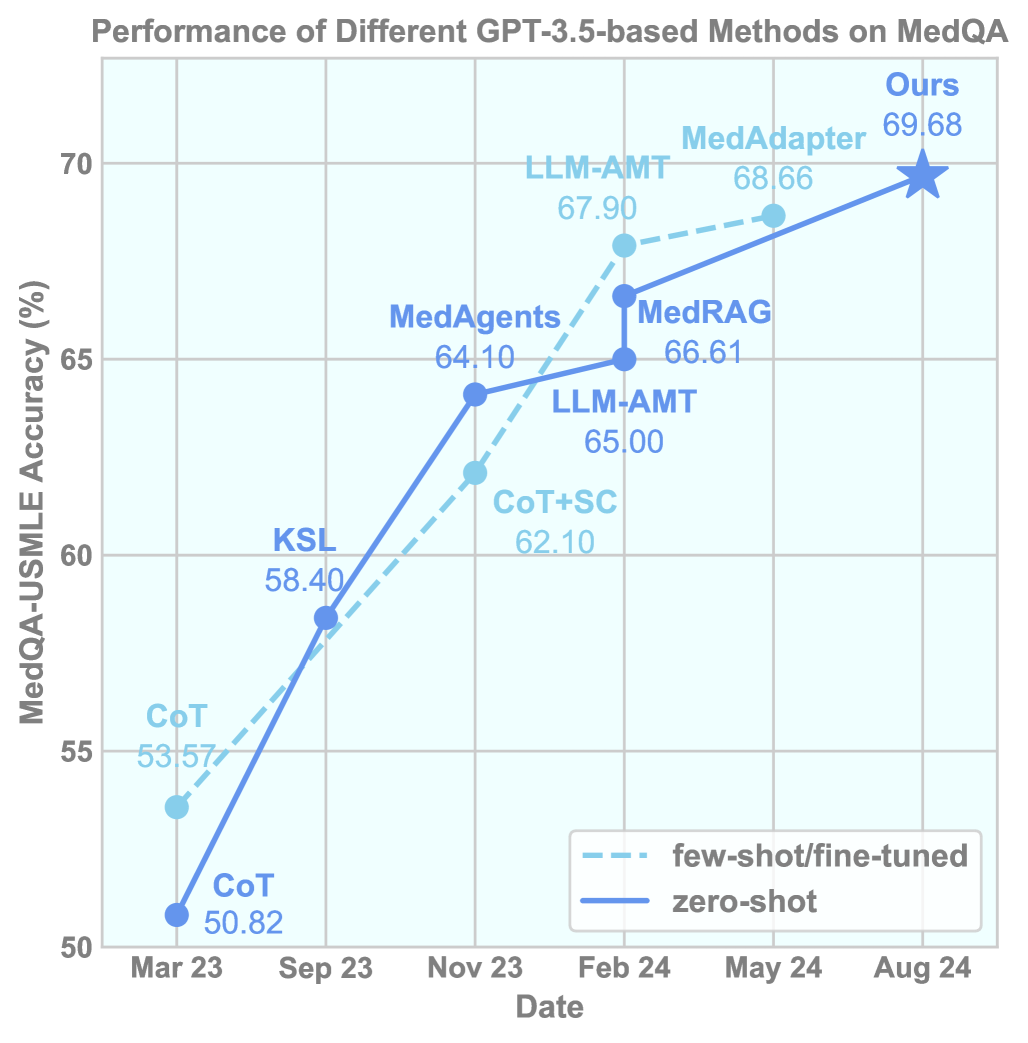 Performance of Different GPT-3.5-based Methods on MedQA
Ours
69.68
MedAdapter
68.66
LLM-AMT
67.90
MedAgents
64.10
MedRAG
66.61
LLM-AMT
65.00
CoT+SC
62.10
KSL
58.40
CoT
53.57
CoT
50.82
few-shot/fine-tuned
zero-shot
MedQA-USMLE Accuracy (%)
70
65
60
55
50
Mar 23 Sep 23 Nov 23 Feb 24 May 24 Aug 24
Date